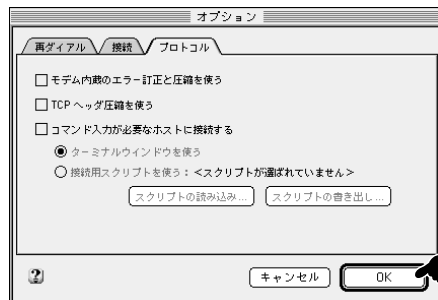 オプション
再ダイアル 接続 プロトコル
モデム内蔵のエラー訂正と圧縮を使う
TCP ヘッダ圧縮を使う
コマンド入力が必要なホストに接続する
ターミナルウィンドウを使う
接続用スクリプトを使う：<スクリプトが選ばれていません>
スクリプトの読み込み... スクリプトの書き出し...
? キャンセル OK